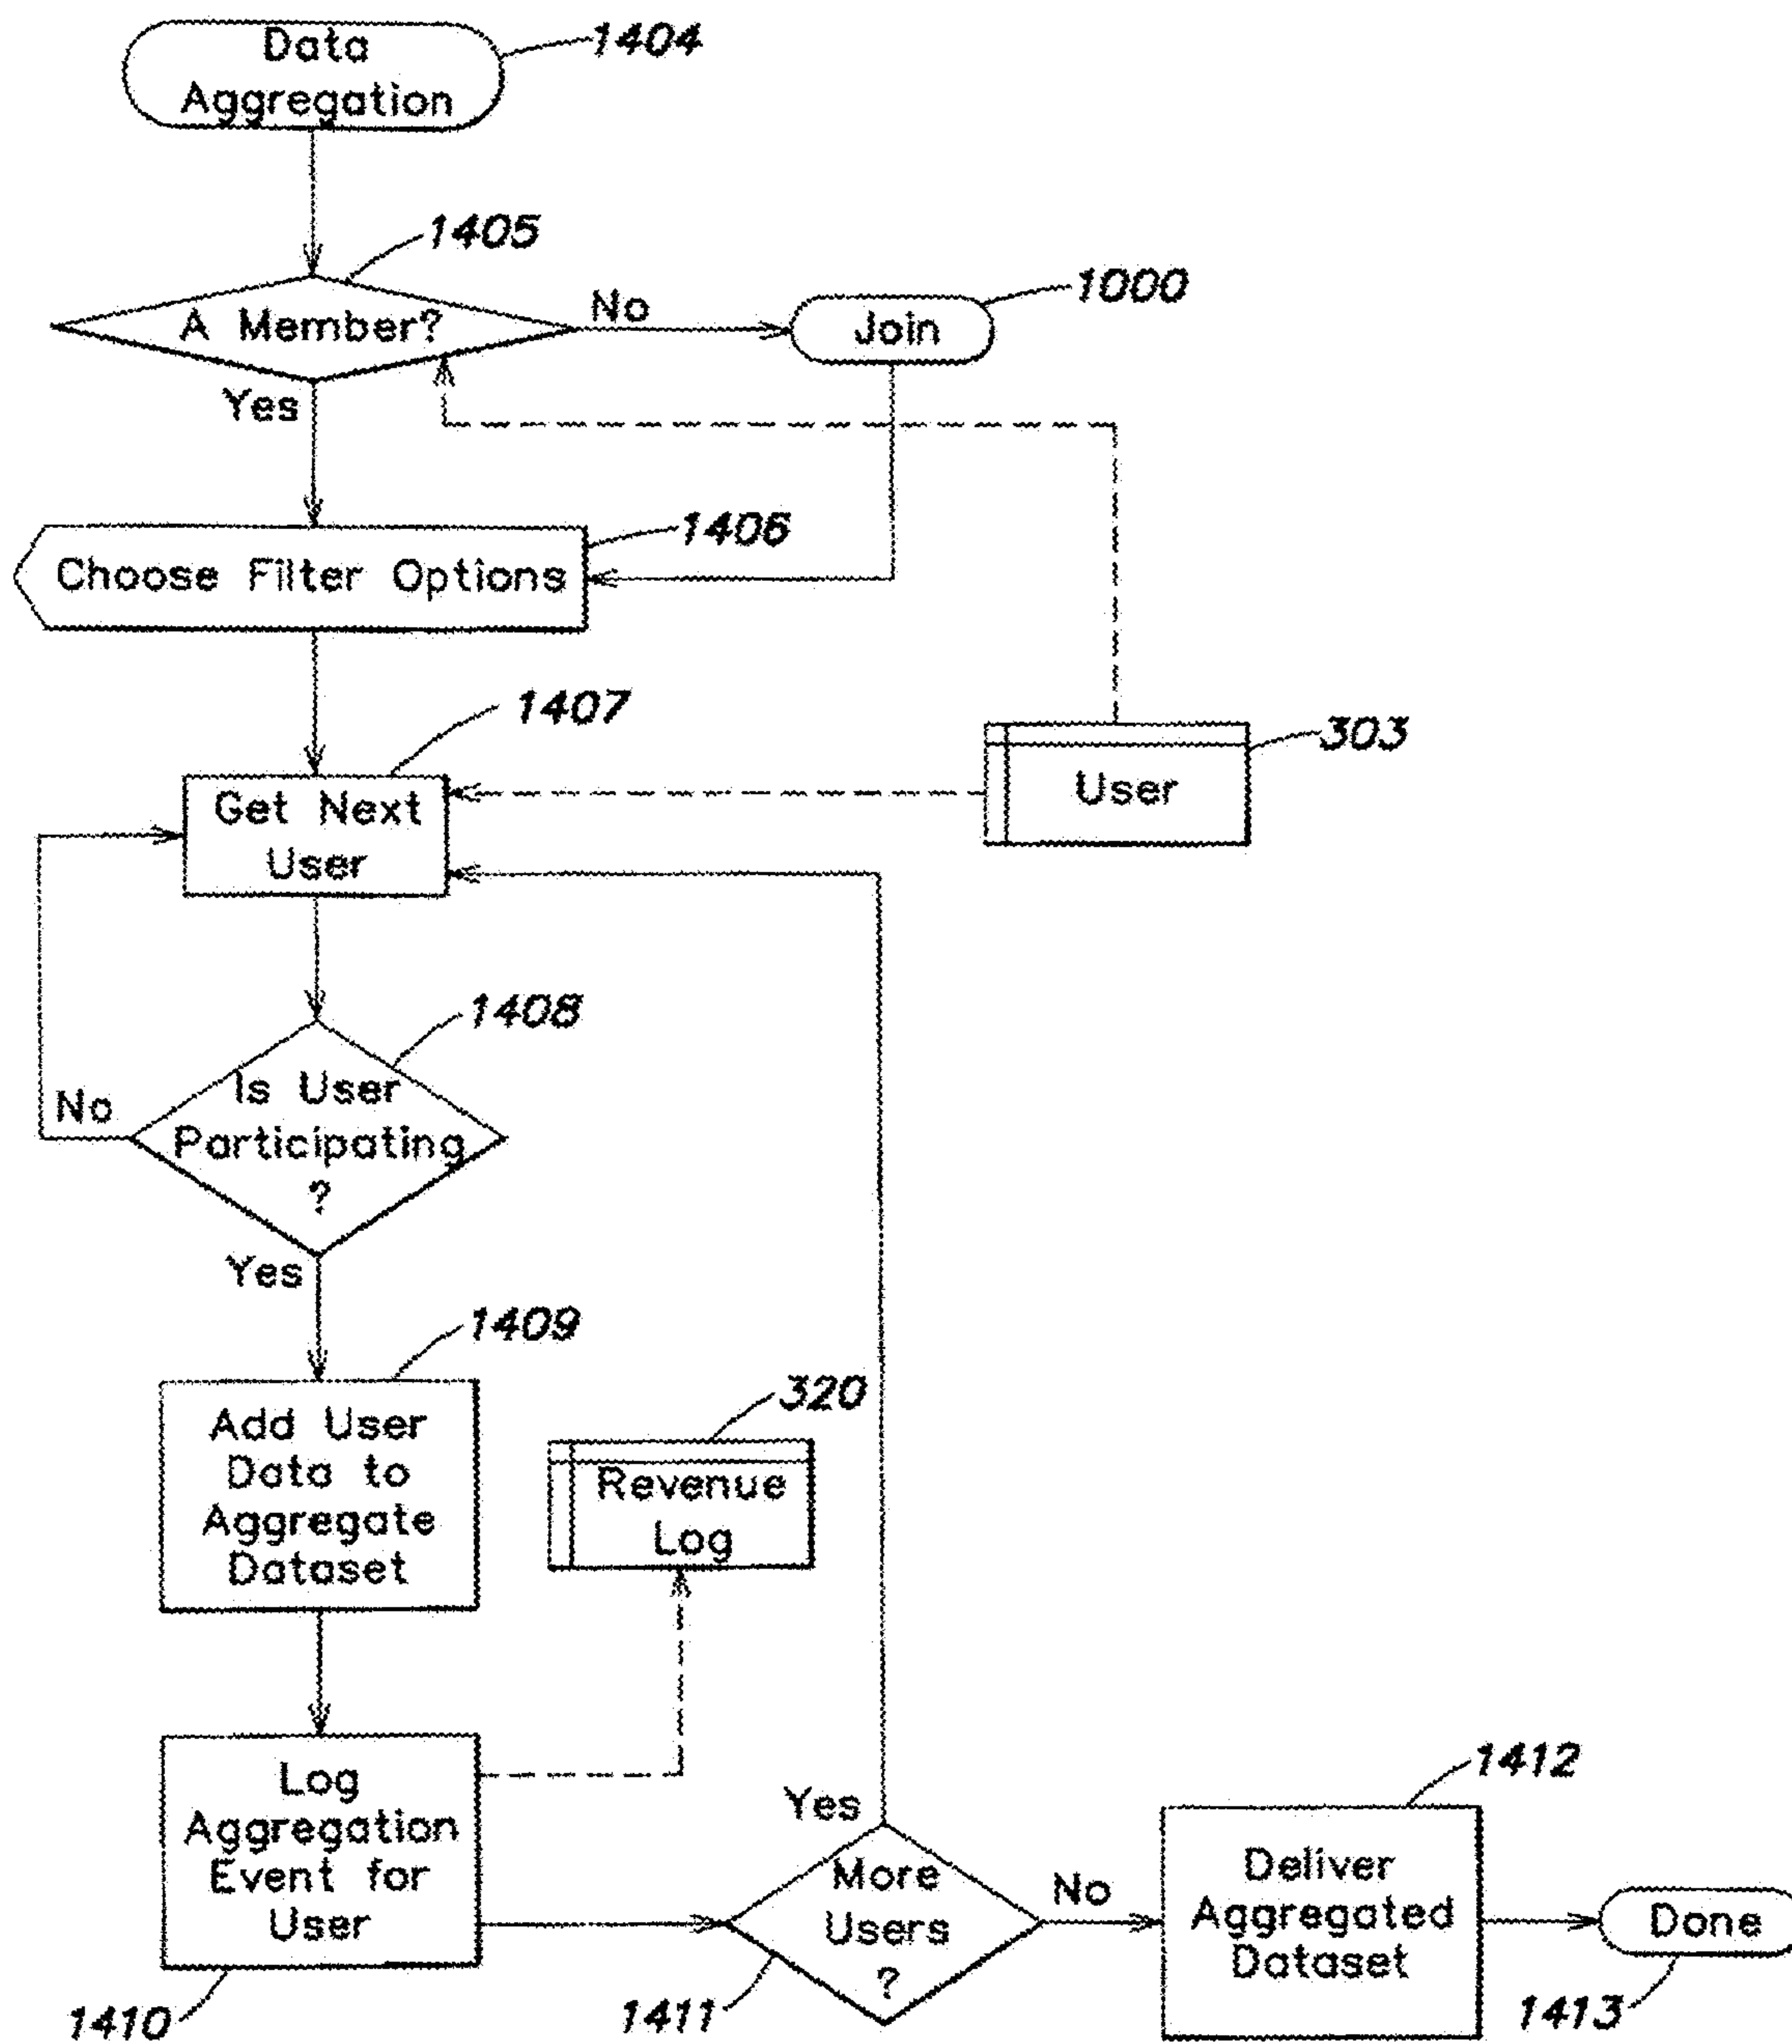 Data
Aggregation
1404
1405
A Member?
No
1000
Join
Yes
1406
Choose Filter Options
1407
Get Next
User
303
User
1408
Is User
Participating
?
No
Yes
1409
Add User
Data to
Aggregate
Dataset
320
Revenue
Log
Log
Aggregation
Event for
User
1410
Yes
More
Users
?
1411
No
1412
Deliver
Aggregated
Dataset
Done
1413